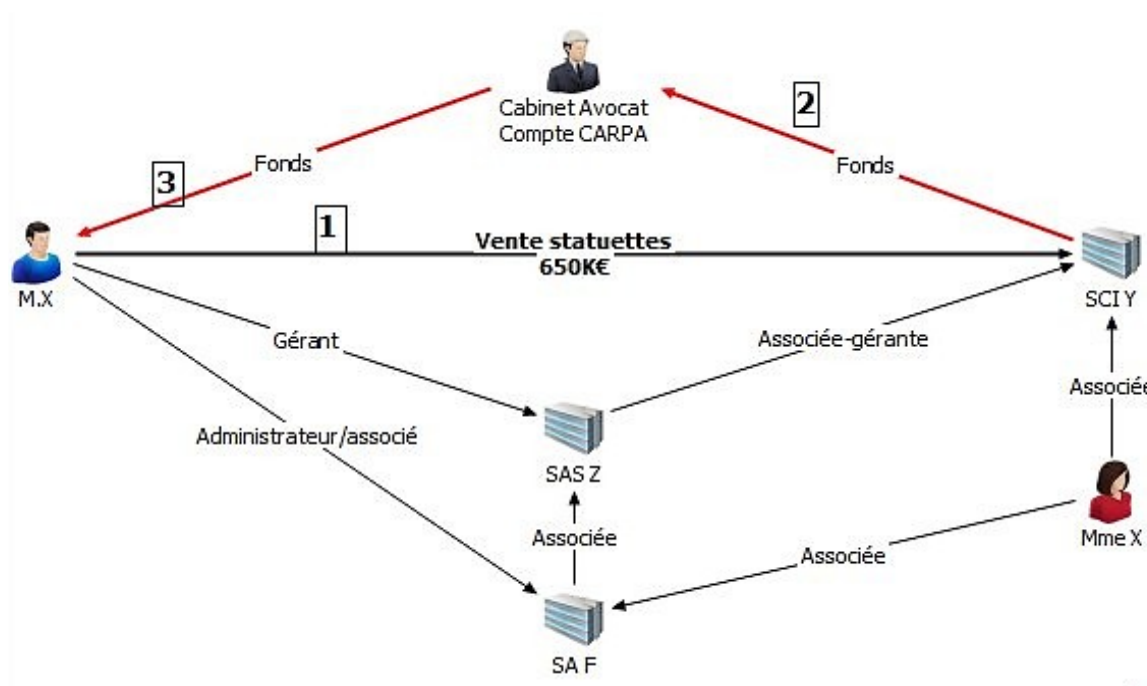 Cabinet Avocat
Compte CARPA
2
Fonds
Fonds
3
1
Vente statuettes
650K€
M.X
SCI Y
Gérant
Associée-gérante
Associée
Administrateur/associé
SAS Z
Associée
Mme X
Associée
SA F